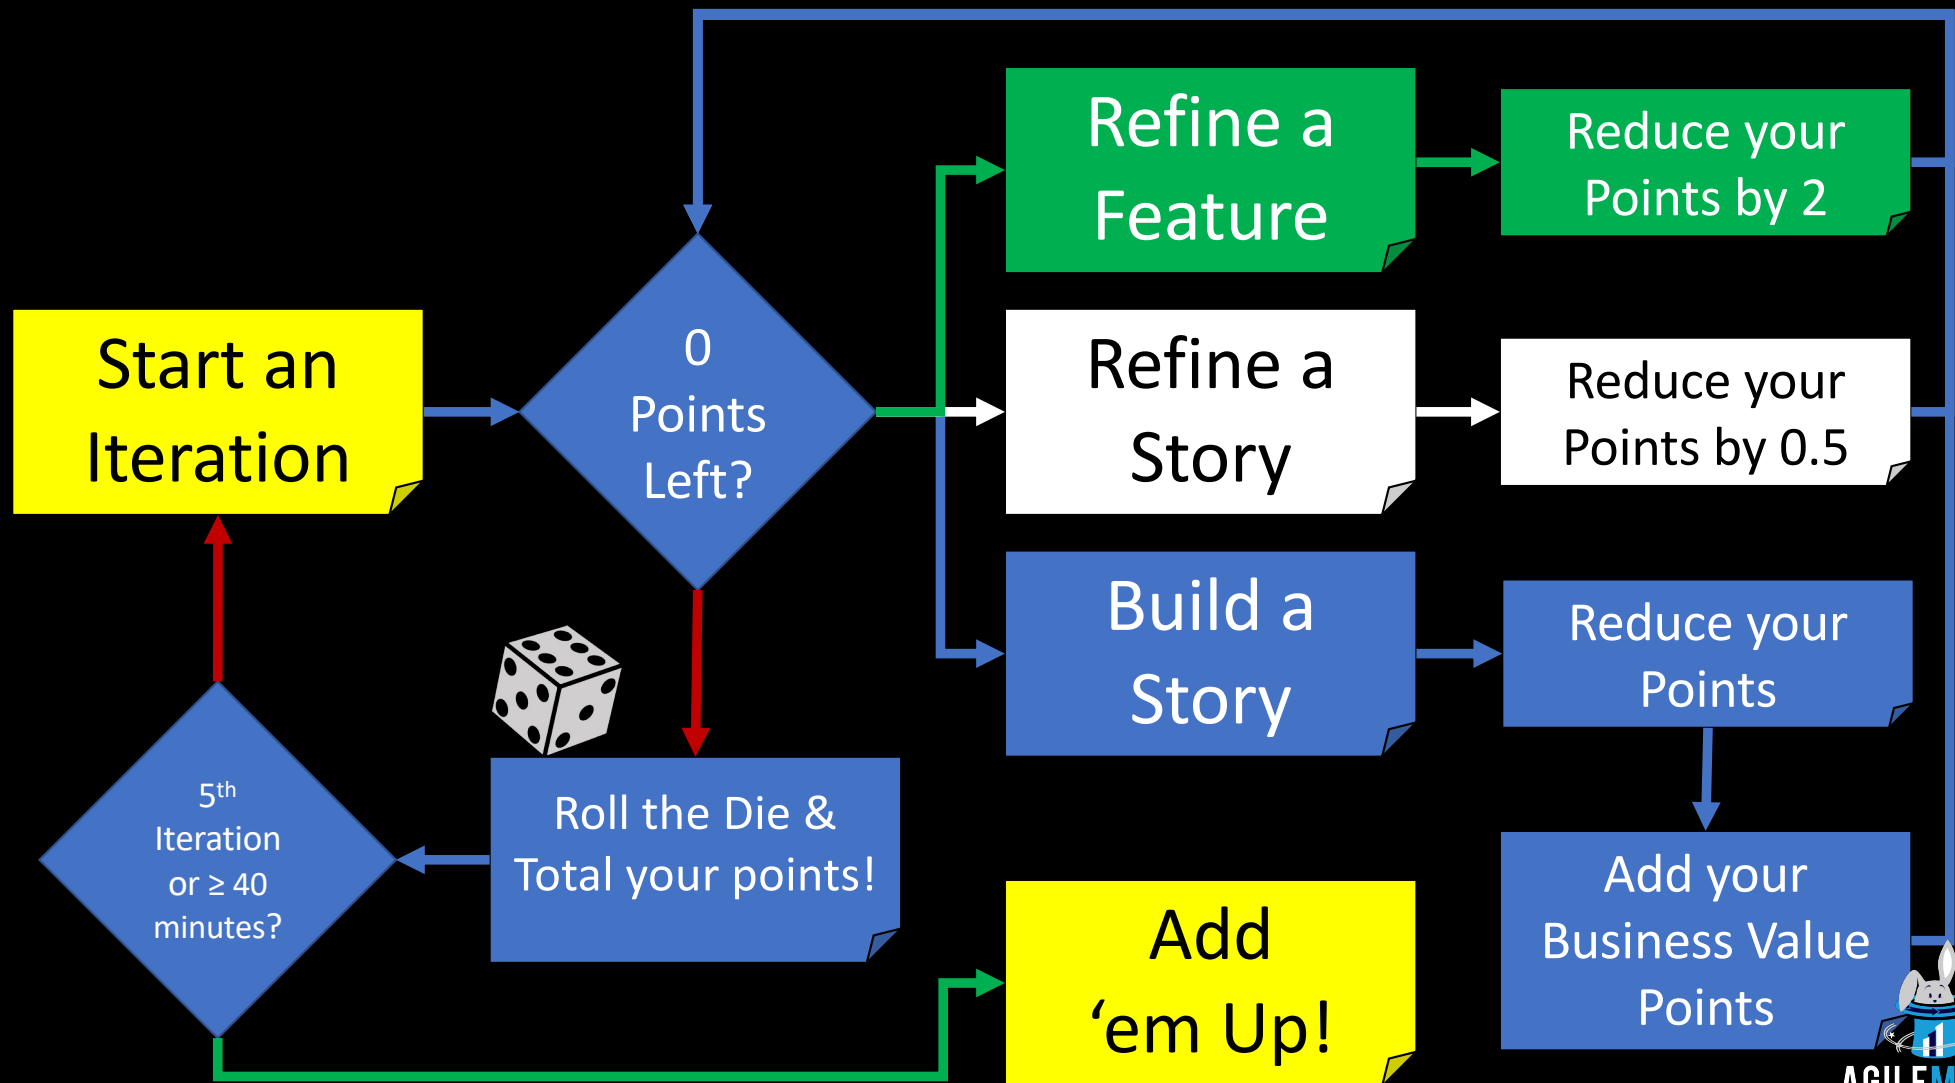 Start an
Iteration
0
Points
Left?
Refine a
Feature
Reduce your
Points by 2
Refine a
Story
Reduce your
Points by 0.5
Build a
Story
Reduce your
Points
Add your
Business Value
Points
Roll the Die &
Total your points!
5th
Iteration
or ≥ 40
minutes?
Add
‘em Up!